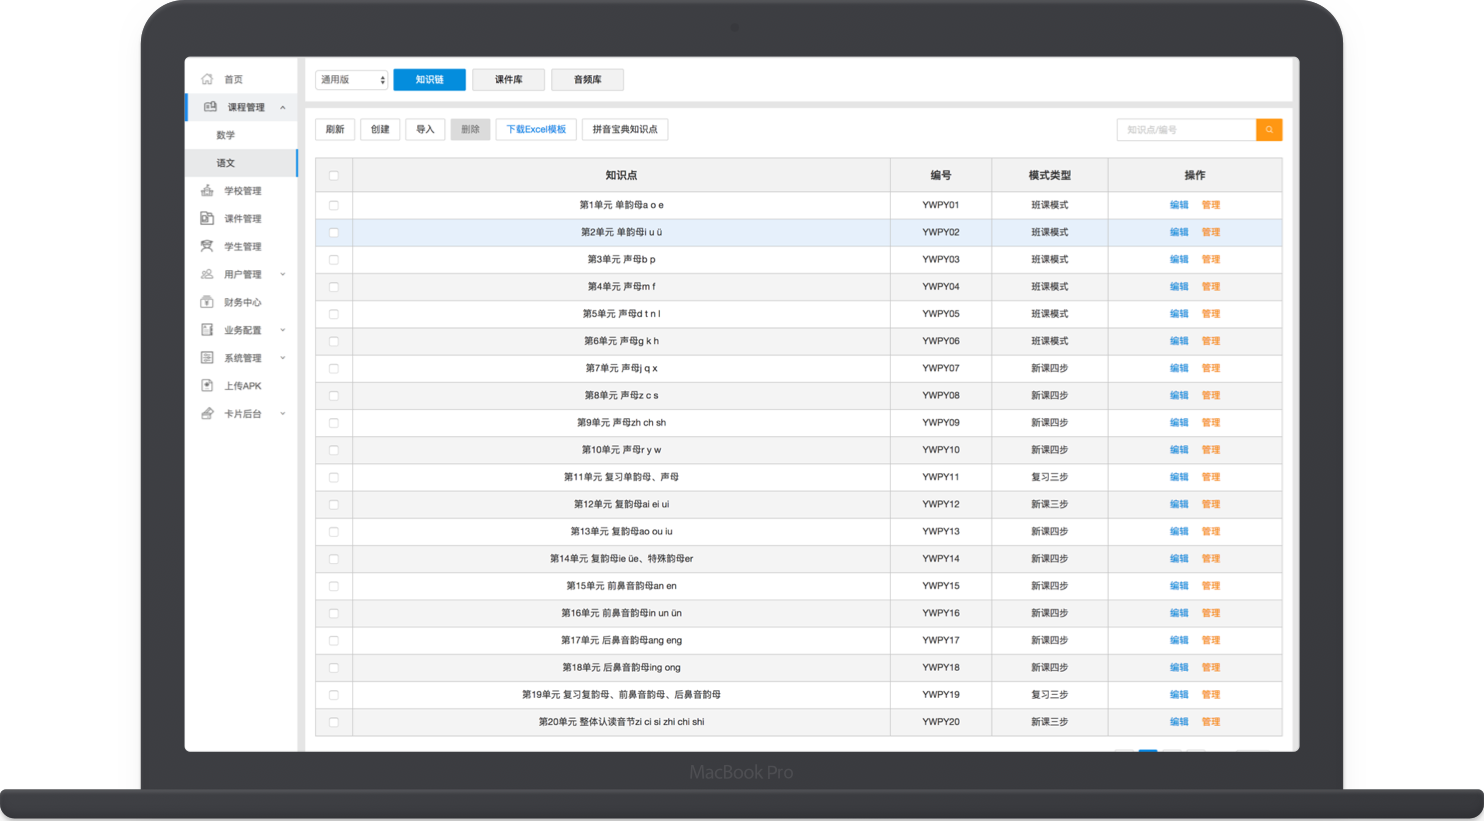 首页
课程管理
数学
语文
学校管理
课件管理
学生管理
用户管理
财务中心
业务配置
系统管理
上传APK
卡片后台
通用版 知识链 课件库 音频库
刷新 创建 导入 删除 下载Excel模板 拼音宝典知识点 知识点/编号
知识点 编号 模式类型 操作
第1单元 单韵母a o e YWPY01 班课模式 编辑 管理
第2单元 单韵母i u ü YWPY02 班课模式 编辑 管理
第3单元 声母b p YWPY03 班课模式 编辑 管理
第4单元 声母m f YWPY04 班课模式 编辑 管理
第5单元 声母d t n l YWPY05 班课模式 编辑 管理
第6单元 声母g k h YWPY06 班课模式 编辑 管理
第7单元 声母j q x YWPY07 新课四步 编辑 管理
第8单元 声母z c s YWPY08 新课四步 编辑 管理
第9单元 声母zh ch sh YWPY09 新课四步 编辑 管理
第10单元 声母r y w YWPY10 新课四步 编辑 管理
第11单元 复习单韵母、声母 YWPY11 复习三步 编辑 管理
第12单元 复韵母ai ei ui YWPY12 新课三步 编辑 管理
第13单元 复韵母ao ou iu YWPY13 新课四步 编辑 管理
第14单元 复韵母ie üe、特殊韵母er YWPY14 新课四步 编辑 管理
第15单元 前鼻音韵母an en YWPY15 新课四步 编辑 管理
第16单元 前鼻音韵母in un ün YWPY16 新课四步 编辑 管理
第17单元 后鼻音韵母ang eng YWPY17 新课四步 编辑 管理
第18单元 后鼻音韵母ing ong YWPY18 新课四步 编辑 管理
第19单元 复习复韵母、前鼻音韵母、后鼻音韵母 YWPY19 复习三步 编辑 管理
第20单元 整体认读音节zi ci si zhi chi shi YWPY20 新课三步 编辑 管理
MacBook Pro